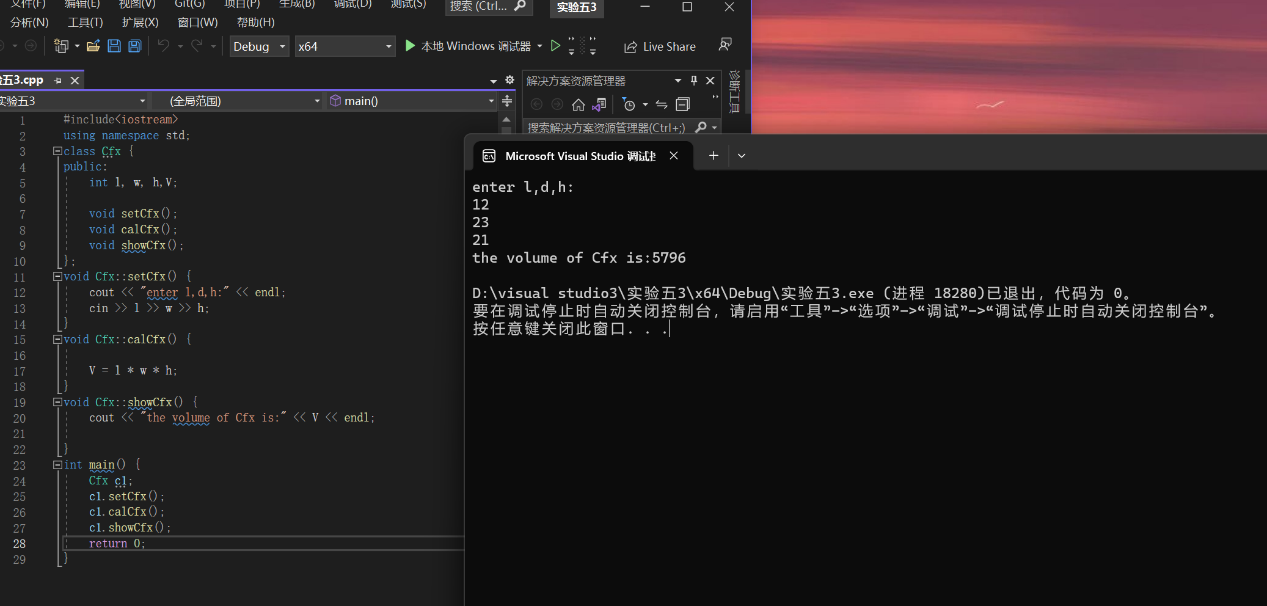 文件(F) 编辑(E) 视图(V) Git(G) 项目(P) 生成(B) 调试(D) 测试(S) 搜索 (Ctrl... 实验五3
分析(N) 工具(T) 扩展(X) 窗口(W) 帮助(H)
Debug x64 本地 Windows 调试器 Live Share
验五3.cpp
实验五3 (全局范围) main()
1 #include<iostream>
2 using namespace std;
3 class Cfx {
4 public:
5 int l, w, h,V;
6
7 void setCfx();
8 void calCfx();
9 void showCfx();
10 };
11 void Cfx::setCfx() {
12 cout << "enter l,d,h:" << endl;
13 cin >> l >> w >> h;
14 }
15 void Cfx::calCfx() {
16
17 V = l * w * h;
18 }
19 void Cfx::showCfx() {
20 cout << "the volume of Cfx is:" << V << endl;
21
22 }
23 int main() {
24 Cfx c1;
25 c1.setCfx();
26 c1.calCfx();
27 c1.showCfx();
28 return 0;
29 }
解决方案资源管理器
搜索解决方案资源管理器(Ctrl+;)
诊断工具
Microsoft Visual Studio 调试
enter l,d,h:
12
23
21
the volume of Cfx is:5796
D:\visual studio3\实验五3\x64\Debug\实验五3.exe (进程 18280)已退出，代码为 0。
要在调试停止时自动关闭控制台，请启用“工具”->“选项”->“调试”->“调试停止时自动关闭控制台”。
按任意键关闭此窗口. . .